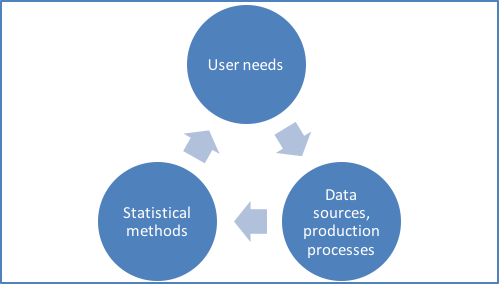 User needs
Data
sources,
production
processes
Statistical
methods